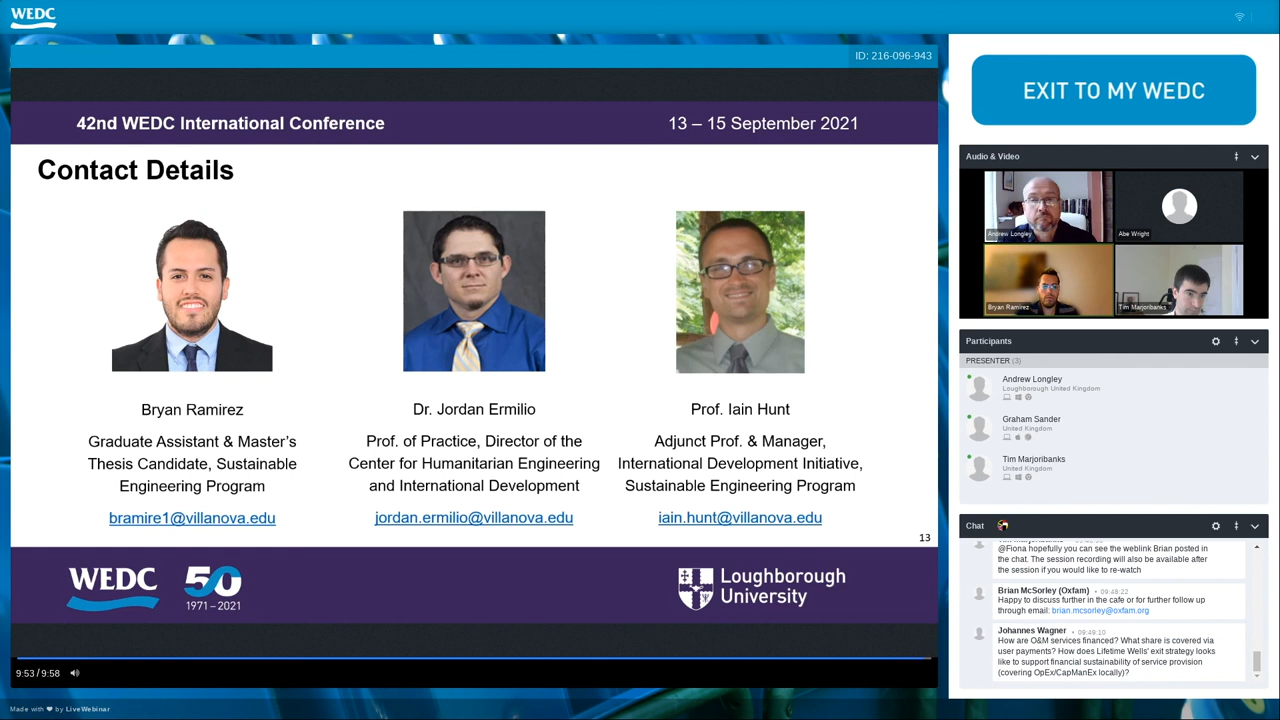 WEDC
ID: 216-096-943
42nd WEDC International Conference
13 – 15 September 2021
Contact Details
Bryan Ramirez
Graduate Assistant & Master's
Thesis Candidate, Sustainable
Engineering Program
bramire1@villanova.edu
Dr. Jordan Ermilio
Prof. of Practice, Director of the
Center for Humanitarian Engineering
and International Development
jordan.ermilio@villanova.edu
Prof. Iain Hunt
Adjunct Prof. & Manager,
International Development Initiative,
Sustainable Engineering Program
iain.hunt@villanova.edu
13
WEDC
50
1971 – 2021
Loughborough
University
9:53 / 9:58
Made with ❤ by LiveWebinar
EXIT TO MY WEDC
Audio & Video
Andrew Longley
Abe Wright
Bryan Ramirez
Tim Marjoribanks
Participants
PRESENTER (3)
Andrew Longley
Loughborough United Kingdom
Graham Sander
United Kingdom
Tim Marjoribanks
United Kingdom
Chat
@Fiona hopefully you can see the weblink Brian posted in
the chat. The session recording will also be available after
the session if you would like to re-watch
Brian McSorley (Oxfam) • 09:48:22
Happy to discuss further in the cafe or for further follow up
through email: brian.mcsorley@oxfam.org
Johannes Wagner • 09:49:10
How are O&M services financed? What share is covered via
user payments? How does Lifetime Wells' exit strategy looks
like to support financial sustainability of service provision
(covering OpEx/CapManEx locally)?